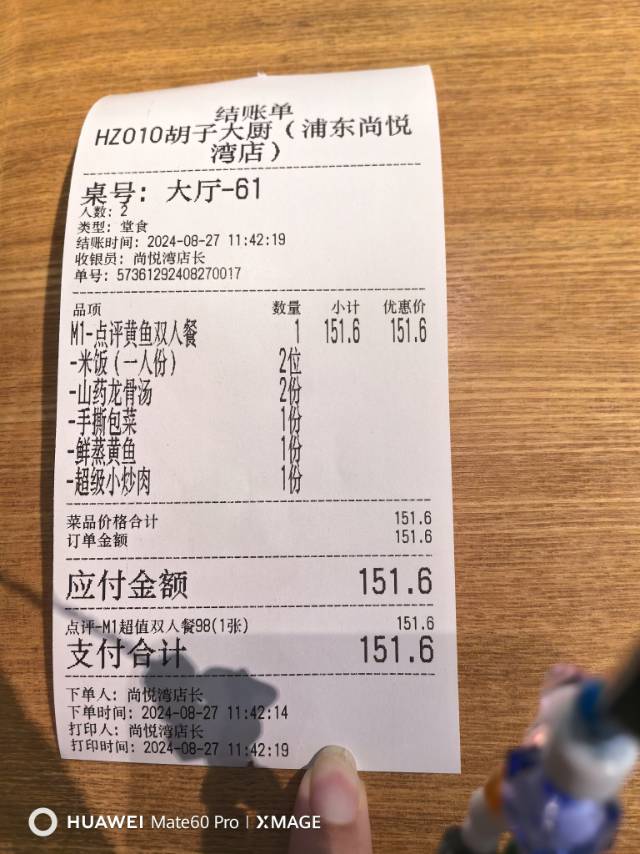 结账单
HZ010胡子大厨（浦东尚悦
湾店）
桌号: 大厅-61
人数: 2
类型: 堂食
结账时间: 2024-08-27 11:42:19
收银员: 尚悦湾店长
单号: 57361292408270017
品项 数量 小计 优惠价
M1-点评黄鱼双人餐 1 151.6 151.6
-米饭（一人份） 2位
-山药龙骨汤 2份
-手撕包菜 1份
-鲜蒸黄鱼 1份
-超级小炒肉 1份
菜品价格合计 151.6
订单金额 151.6
应付金额 151.6
点评-M1超值双人餐98(1张) 151.6
支付合计 151.6
下单人: 尚悦湾店长
下单时间: 2024-08-27 11:42:14
打印人: 尚悦湾店长
打印时间: 2024-08-27 11:42:19
HUAWEI Mate60 Pro | XMAGE